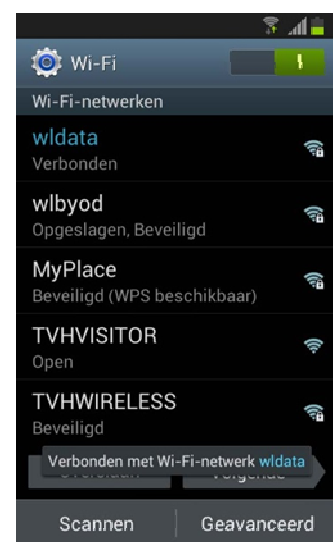 Wi-Fi
Wi-Fi-netwerken
wldata
Verbonden
wlbyod
Opgeslagen, Beveiligd
MyPlace
Beveiligd (WPS beschikbaar)
TVHVISITOR
Open
TVHWIRELESS
Beveiligd
Verbonden met Wi-Fi-netwerk wldata
Volgende
Scannen
Geavanceerd